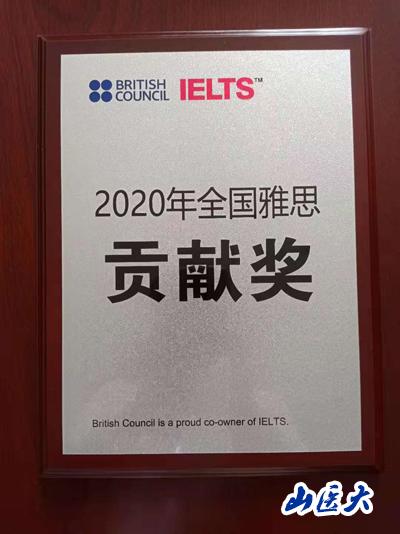 BRITISH COUNCIL IELTS™
2020年全国雅思
贡献奖
British Council is a proud co-owner of IELTS.
山医大